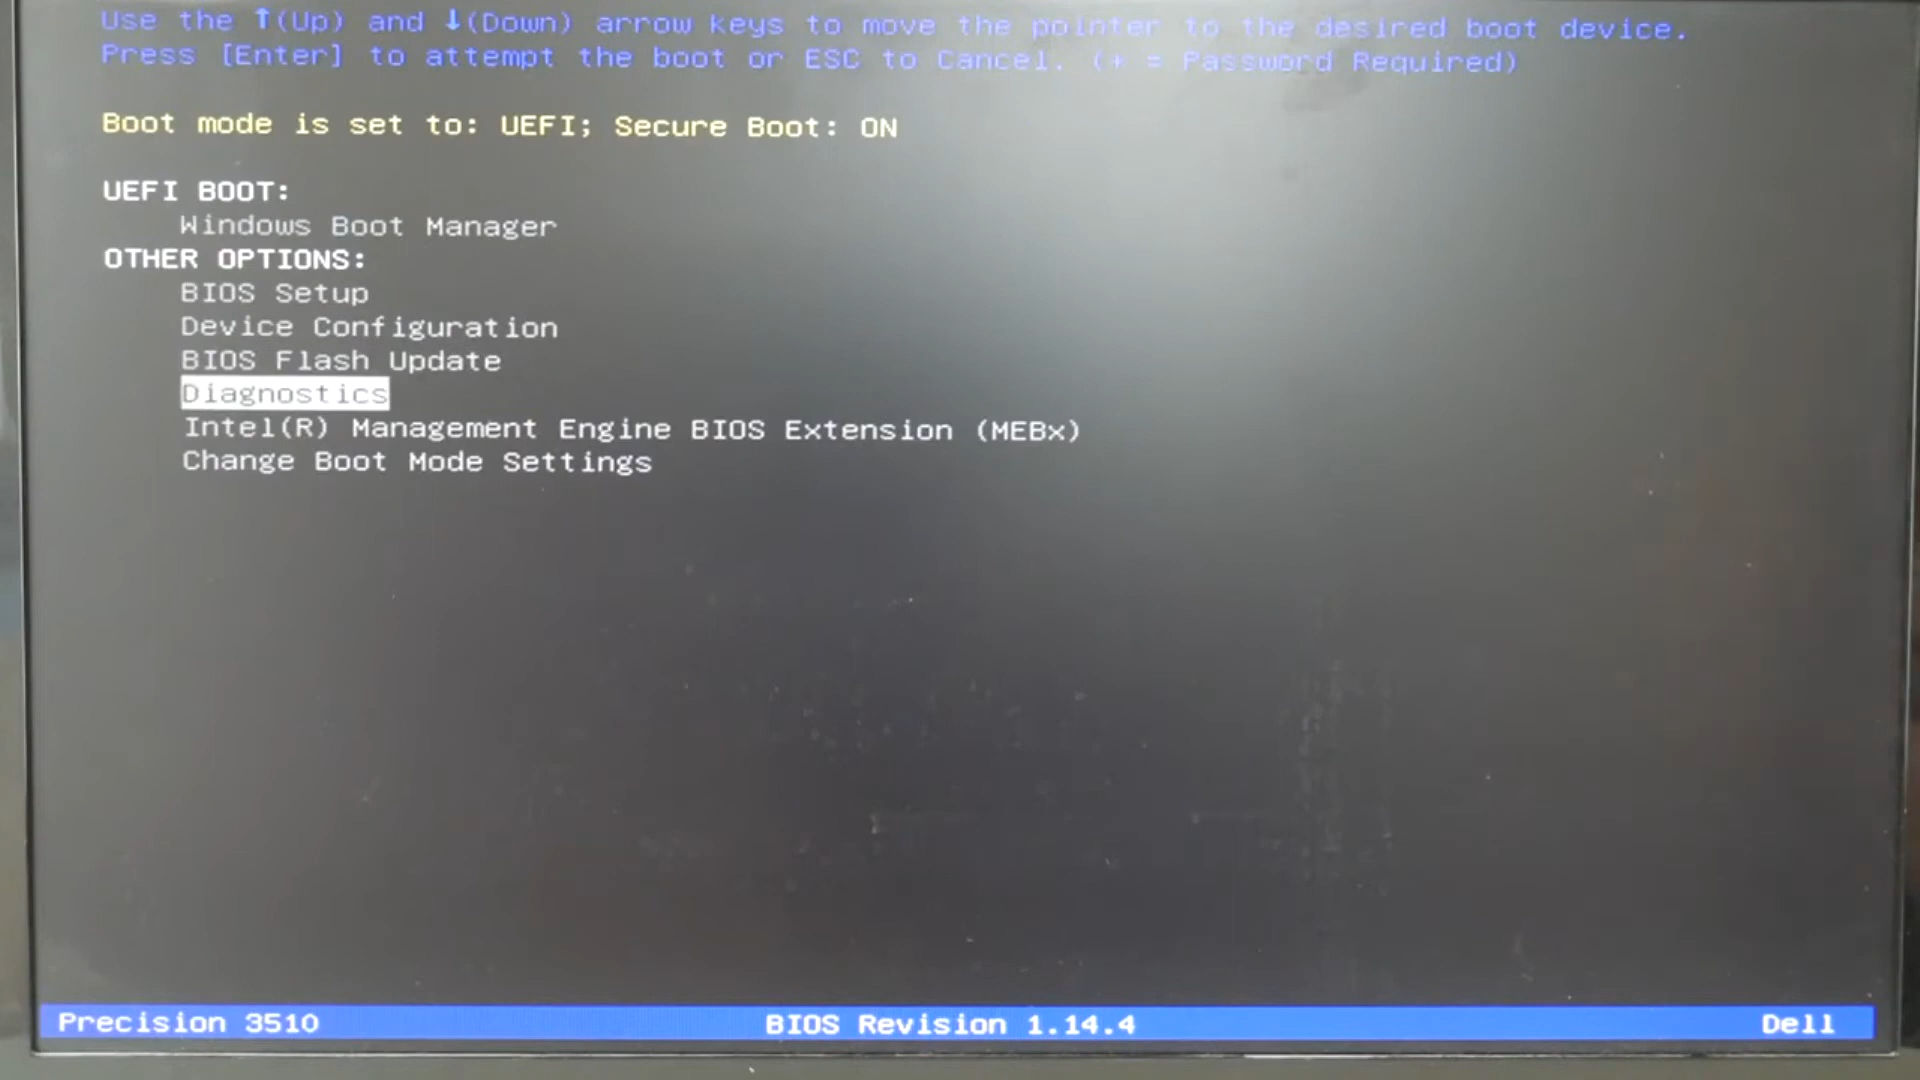 Use the ↑(Up) and ↓(Down) arrow keys to move the pointer to the desired boot device.
Press [Enter] to attempt the boot or ESC to Cancel. (+ = Password Required)
Boot mode is set to: UEFI; Secure Boot: ON
UEFI BOOT:
Windows Boot Manager
OTHER OPTIONS:
BIOS Setup
Device Configuration
BIOS Flash Update
Diagnostics
Intel(R) Management Engine BIOS Extension (MEBx)
Change Boot Mode Settings
Precision 3510 BIOS Revision 1.14.4 Dell